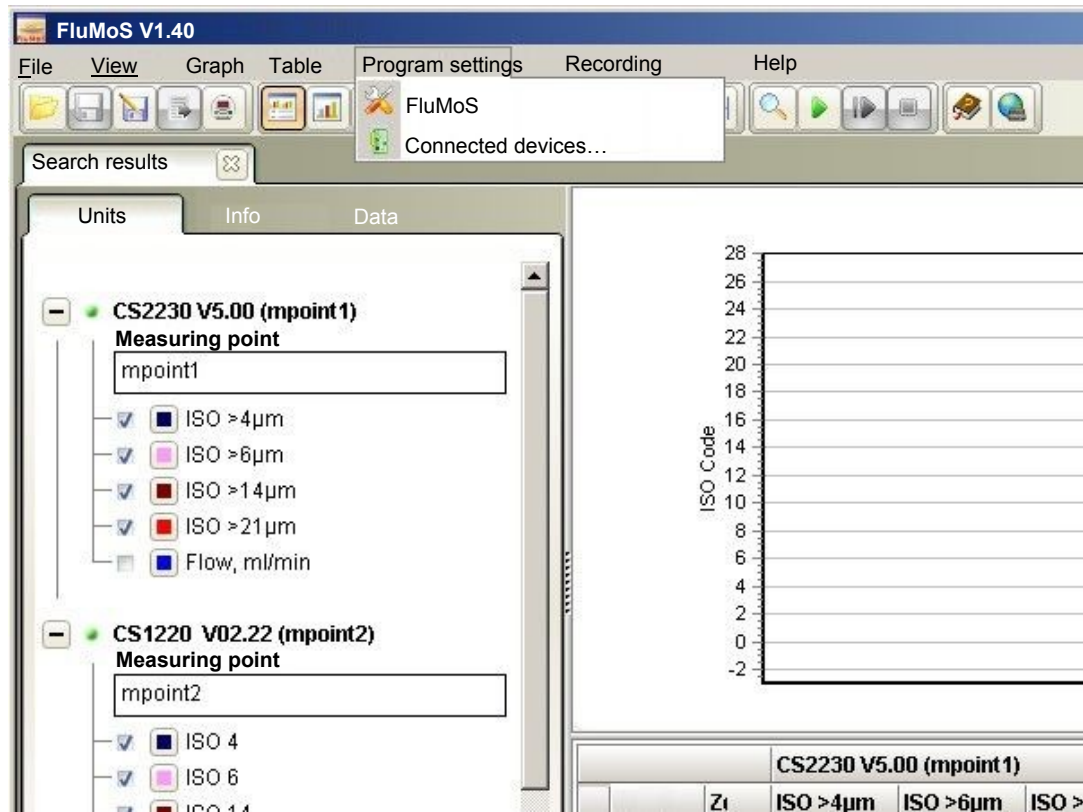 FluMoS V1.40
File View Graph Table Program settings Recording Help
FluMoS
Connected devices…
Search results
Units Info Data
CS2230 V5.00 (mpoint1)
Measuring point
mpoint1
ISO >4µm
ISO >6µm
ISO >14µm
ISO >21µm
Flow, ml/min
CS1220 V02.22 (mpoint2)
Measuring point
mpoint2
ISO 4
ISO 6
ISO 14
ISO Code
28
26
24
22
20
18
16
14
12
10
8
6
4
2
0
-2
CS2230 V5.00 (mpoint1)
ISO >4µm ISO >6µm ISO >